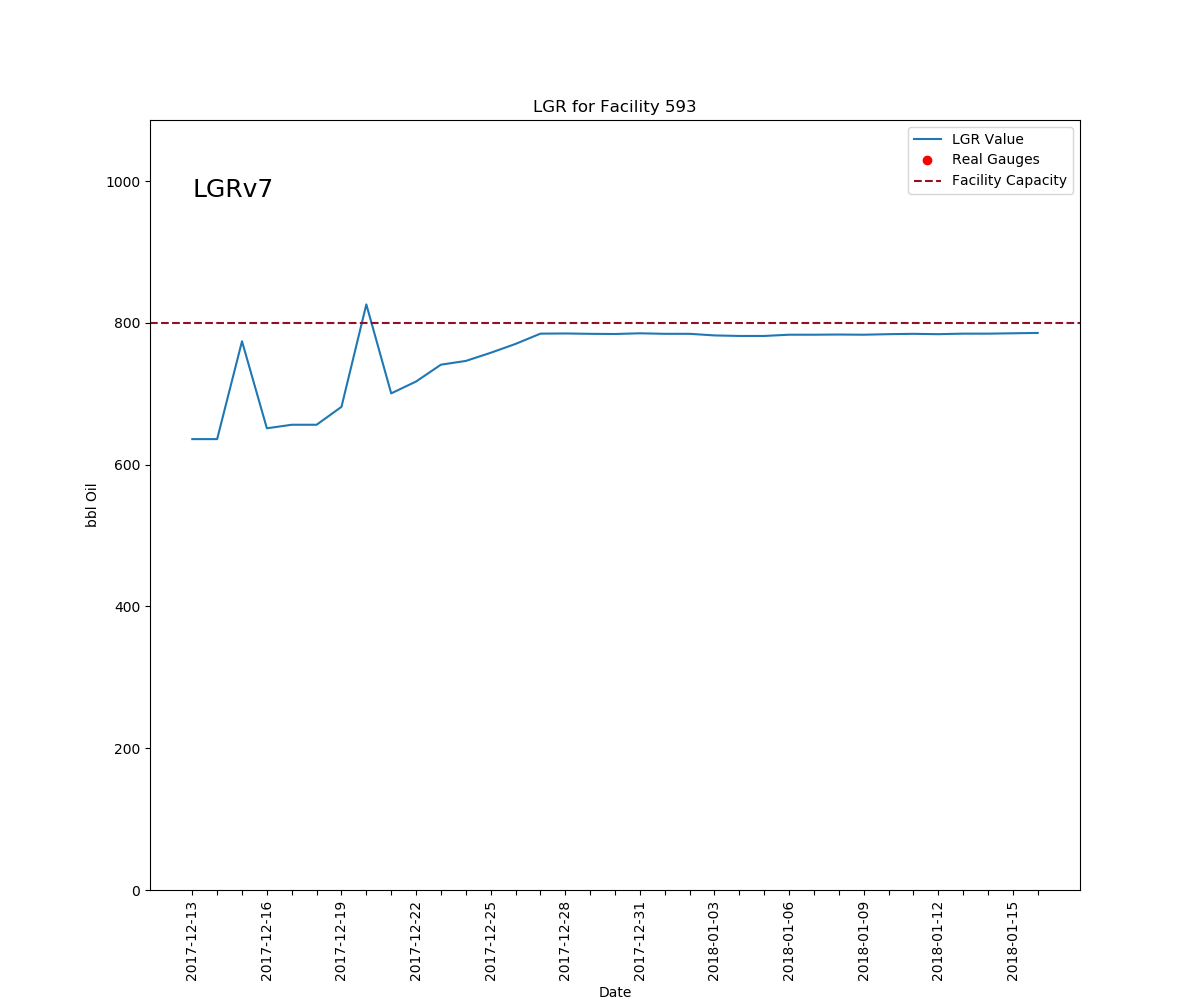 LGR for Facility 593
LGR Value
Real Gauges
Facility Capacity
LGRv7
1000
800
600
400
200
0
bbl Oil
2017-12-13
2017-12-16
2017-12-19
2017-12-22
2017-12-25
2017-12-28
2017-12-31
2018-01-03
2018-01-06
2018-01-09
2018-01-12
2018-01-15
Date